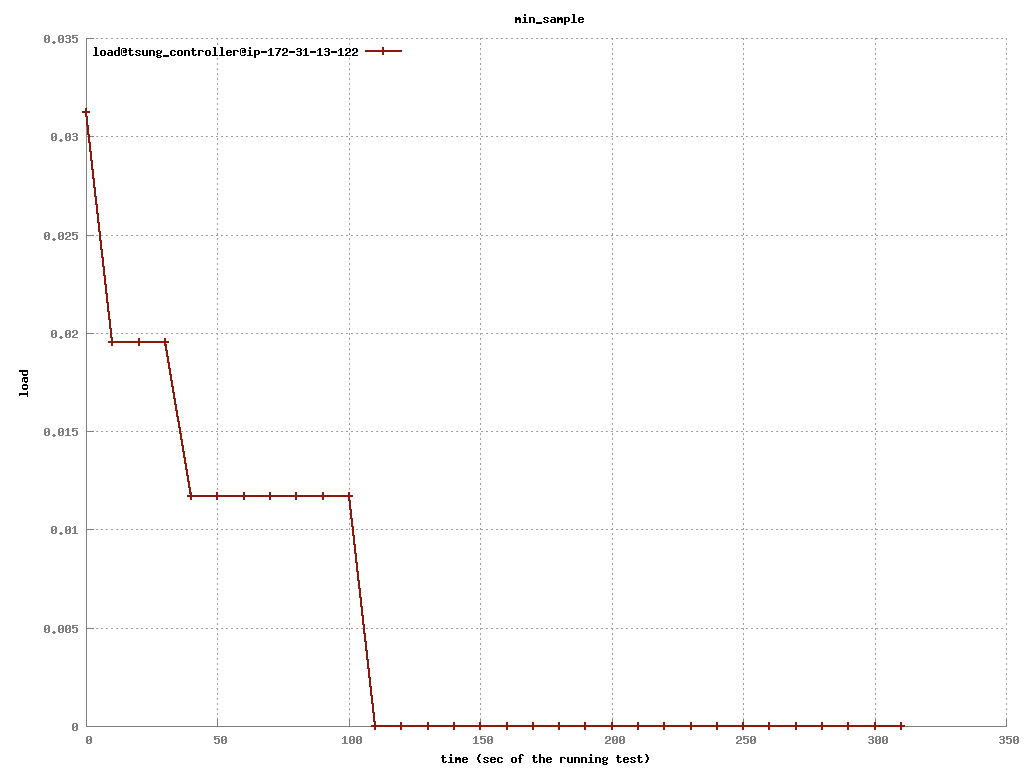 min_sample
load@tsung_controller@ip-172-31-13-122
0.035
0.03
0.025
0.02
0.015
0.01
0.005
0
load
0 50 100 150 200 250 300 350
time (sec of the running test)